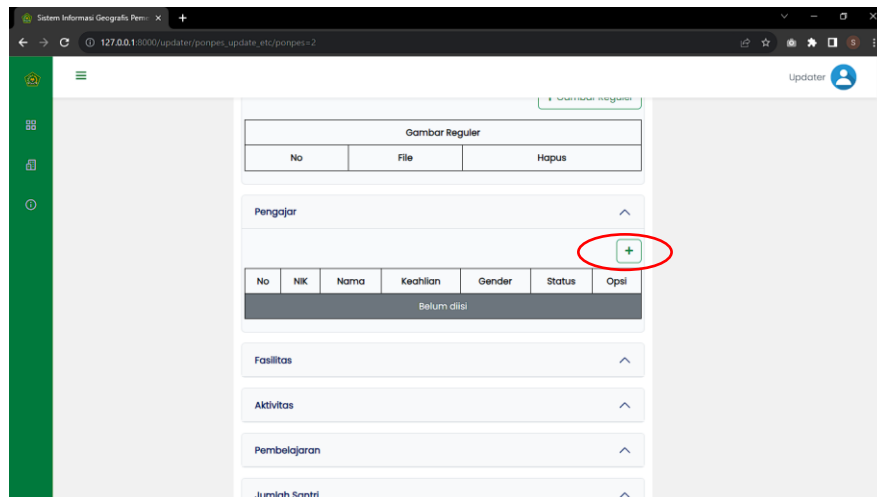 Sistem Informasi Geografis Peme
127.0.0.1:8000/updater/ponpes_update_etc/ponpes=2
S
Updater
Gambar Reguler
Gambar Reguler
No File Hapus
Pengajar
+
No NIK Nama Keahlian Gender Status Opsi
Belum diisi
Fasilitas
Aktivitas
Pembelajaran
Jumlah Santri